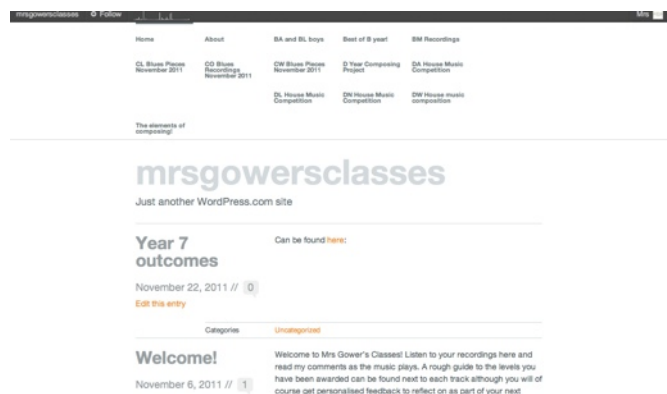 mrsgowersclasses Follow Mrs
Home About BA and BL boys Best of B year! BM Recordings
CL Blues Pieces November 2011
CO Blues Recordings November 2011
CW Blues Pieces November 2011
D Year Composing Project
DA House Music Competition
DL House Music Competition
DN House Music Competition
DW House music composition
The elements of composing!
mrsgowersclasses
Just another WordPress.com site
Year 7
outcomes
Can be found here:
November 22, 2011 // 0
Edit this entry
Categories Uncategorized
Welcome!
November 6, 2011 // 1
Welcome to Mrs Gower's Classes! Listen to your recordings here and
read my comments as the music plays. A rough guide to the levels you
have been awarded can be found next to each track although you will of
course get personalised feedback to reflect on as part of your next